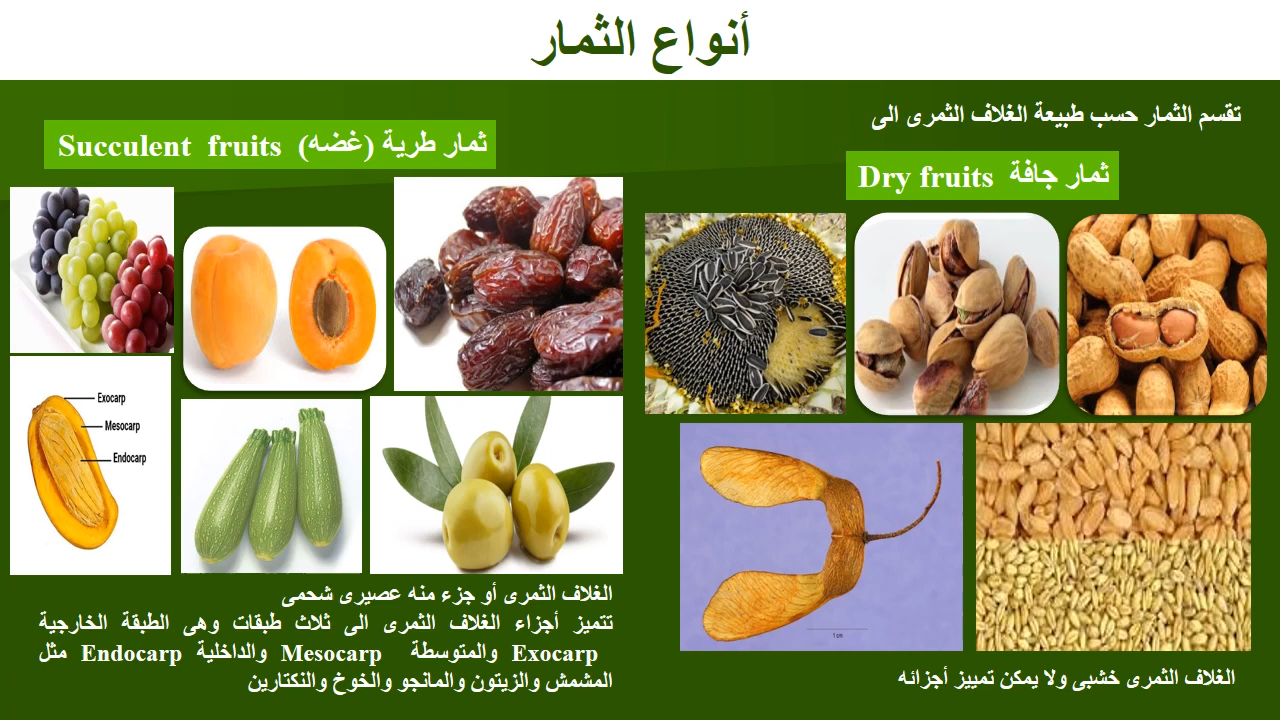 أنواع الثمار
تقسم الثمار حسب طبيعة الغلاف الثمرى الى
ثمار جافة Dry fruits
الغلاف الثمرى خشبى ولا يمكن تمييز أجزائه
ثمار طرية (غضه) Succulent fruits
Exocarp
Mesocarp
Endocarp
الغلاف الثمرى أو جزء منه عصيرى شحمى
تتميز أجزاء الغلاف الثمرى الى ثلاث طبقات وهى الطبقة الخارجية
Exocarp والمتوسطة Mesocarp والداخلية Endocarp مثل
المشمش والزيتون والمانجو والخوخ والنكتارين
1 cm